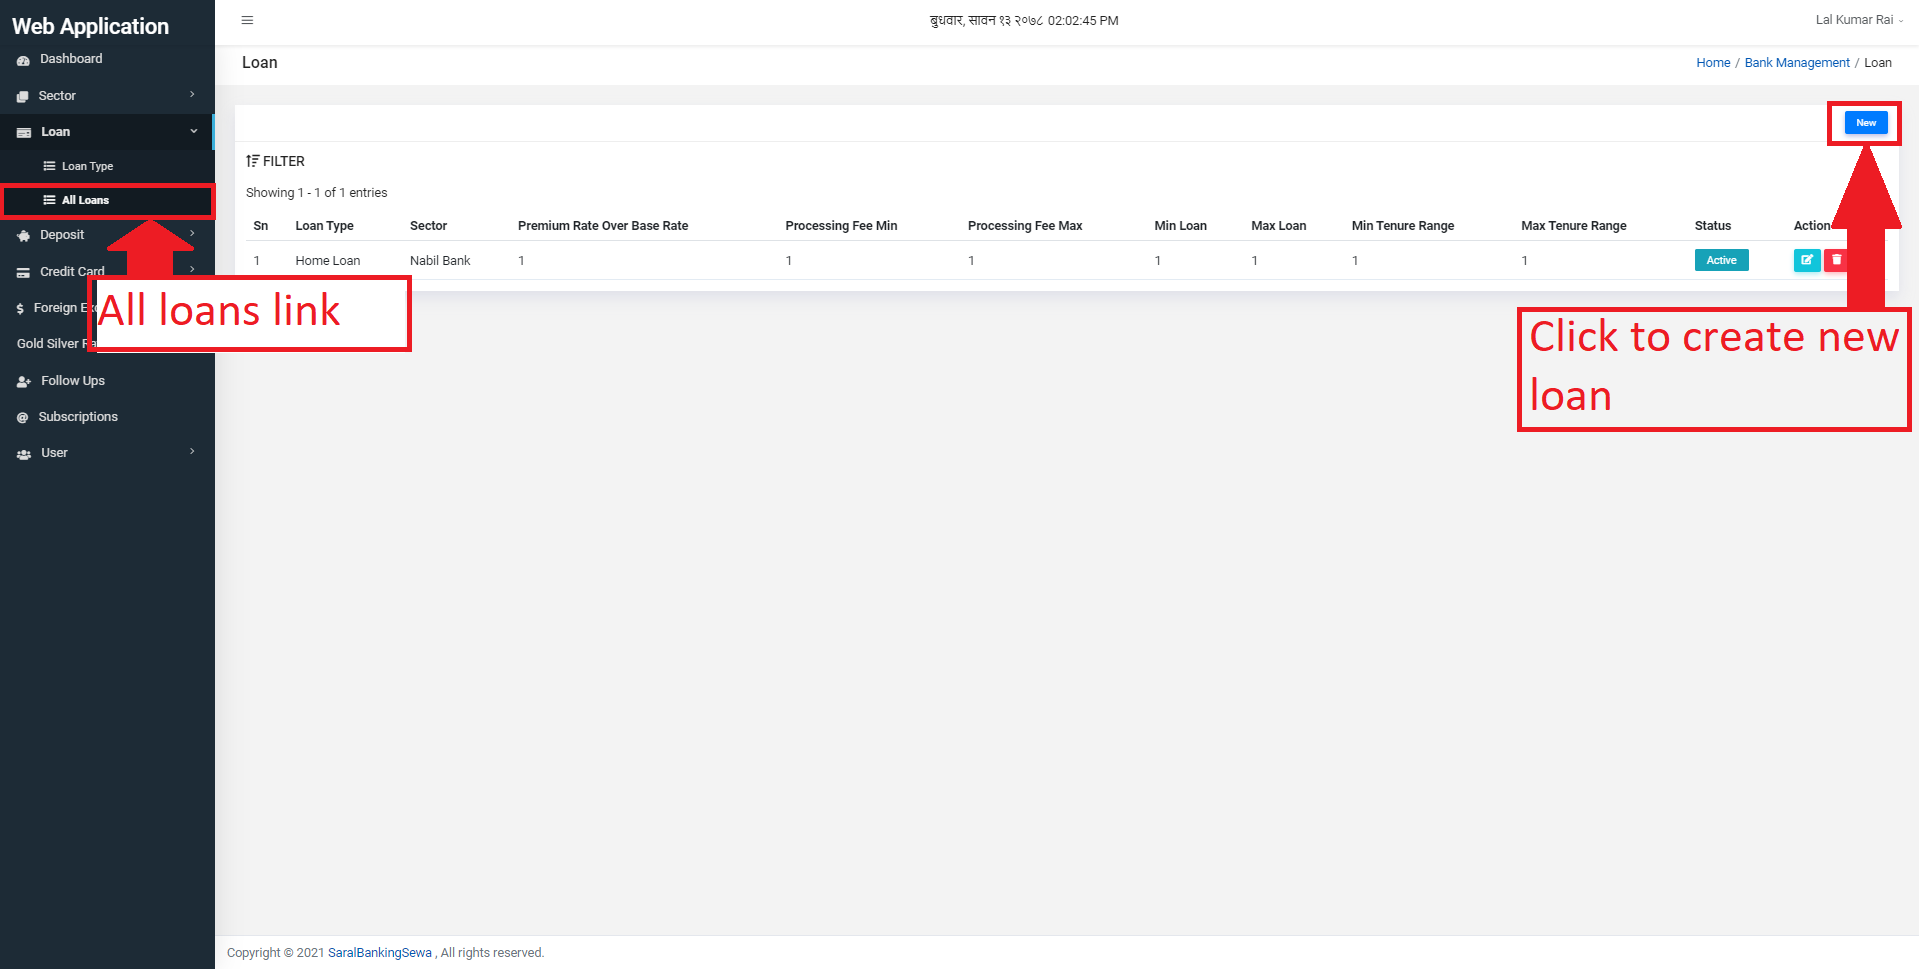 Web Application
बुधवार, सावन १३ २०७८ 02:02:45 PM
Lal Kumar Rai
Dashboard
Sector
Loan
Loan Type
All Loans
Deposit
Credit Card
Foreign
Gold Silver
Follow Ups
Subscriptions
User
Loan
Home / Bank Management / Loan
New
FILTER
Showing 1 - 1 of 1 entries
Sn Loan Type Sector Premium Rate Over Base Rate Processing Fee Min Processing Fee Max Min Loan Max Loan Min Tenure Range Max Tenure Range Status Action
1 Home Loan Nabil Bank 1 1 1 1 1 1 1 Active
All loans link
Click to create new
loan
Copyright © 2021 SaralBankingSewa , All rights reserved.